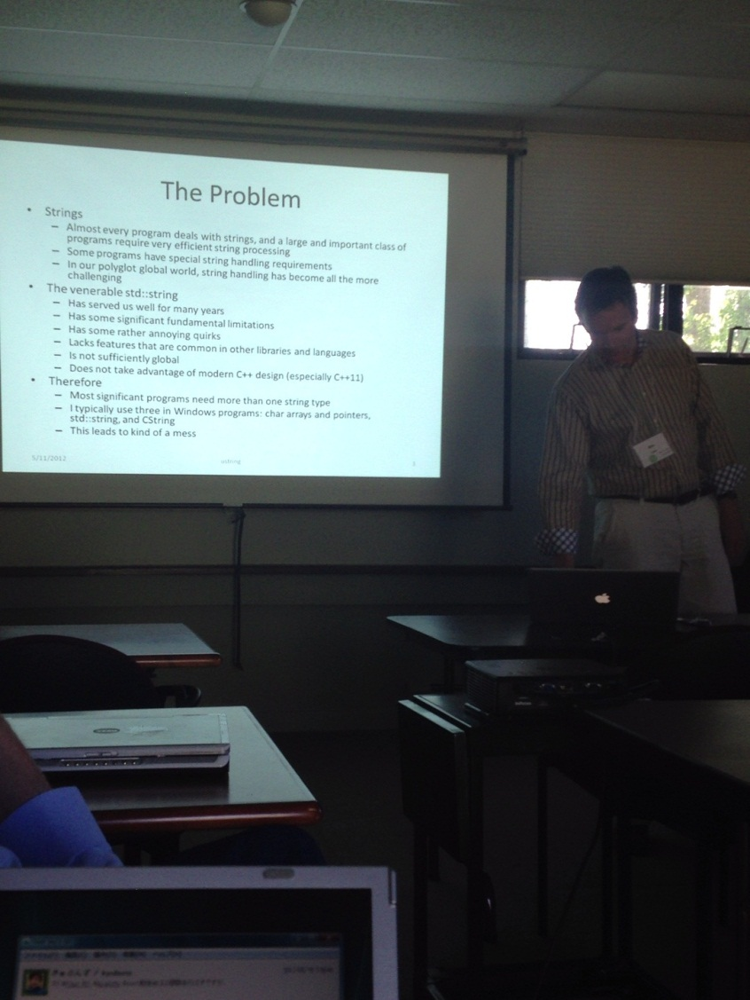 The Problem
• Strings
– Almost every program deals with strings, and a large and important class of
programs require very efficient string processing
– Some programs have special string handling requirements
– In our polyglot global world, string handling has become all the more
challenging
• The venerable std::string
– Has served us well for many years
– Has some significant fundamental limitations
– Has some rather annoying quirks
– Lacks features that are common in other libraries and languages
– Is not sufficiently global
– Does not take advantage of modern C++ design (especially C++11)
• Therefore
– Most significant programs need more than one string type
– I typically use three in Windows programs: char arrays and pointers,
std::string, and CString
– This leads to kind of a mess
5/11/2012